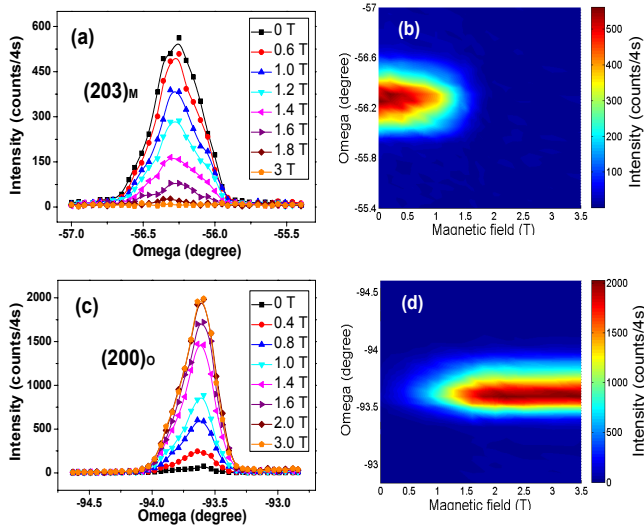 (a)
(203)M
0 T
0.6 T
1.0 T
1.2 T
1.4 T
1.6 T
1.8 T
3 T
Intensity (counts/4s)
600
450
300
150
0
-57.0 -56.5 -56.0 -55.5
Omega (degree)
(b)
Omega (degree)
-57
-56.6
-56.2
-55.8
-55.4
0 0.5 1 1.5 2 2.5 3 3.5
Magnetic field (T)
500
400
300
200
100
Intensity (counts/4s)
(c)
(200)O
0 T
0.4 T
0.8 T
1.0 T
1.4 T
1.6 T
2.0 T
3.0 T
Intensity (counts/4s)
2000
1500
1000
500
0
-94.5 -94.0 -93.5 -93.0
Omega (degree)
(d)
Omega (degree)
-94.5
-94
-93.5
-93
0 0.5 1 1.5 2 2.5 3 3.5
Magnetic field (T)
2000
1500
1000
500
0
Intensity (counts/4s)